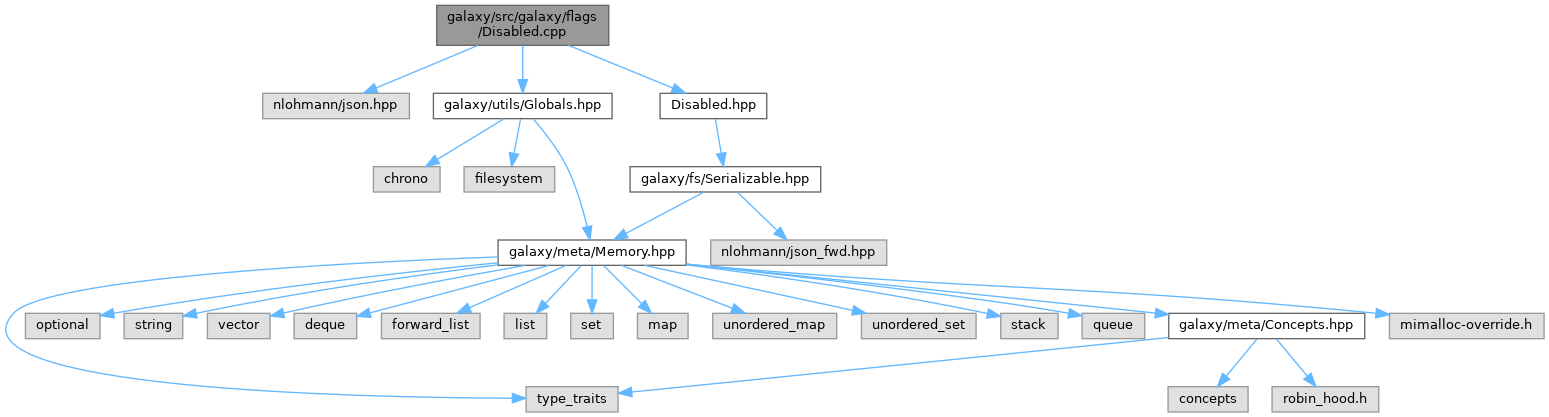 galaxy/src/galaxy/flags
/Disabled.cpp
nlohmann/json.hpp
galaxy/utils/Globals.hpp
Disabled.hpp
chrono
filesystem
galaxy/fs/Serializable.hpp
galaxy/meta/Memory.hpp
nlohmann/json_fwd.hpp
optional
string
vector
deque
forward_list
list
set
map
unordered_map
unordered_set
stack
queue
galaxy/meta/Concepts.hpp
mimalloc-override.h
type_traits
concepts
robin_hood.h